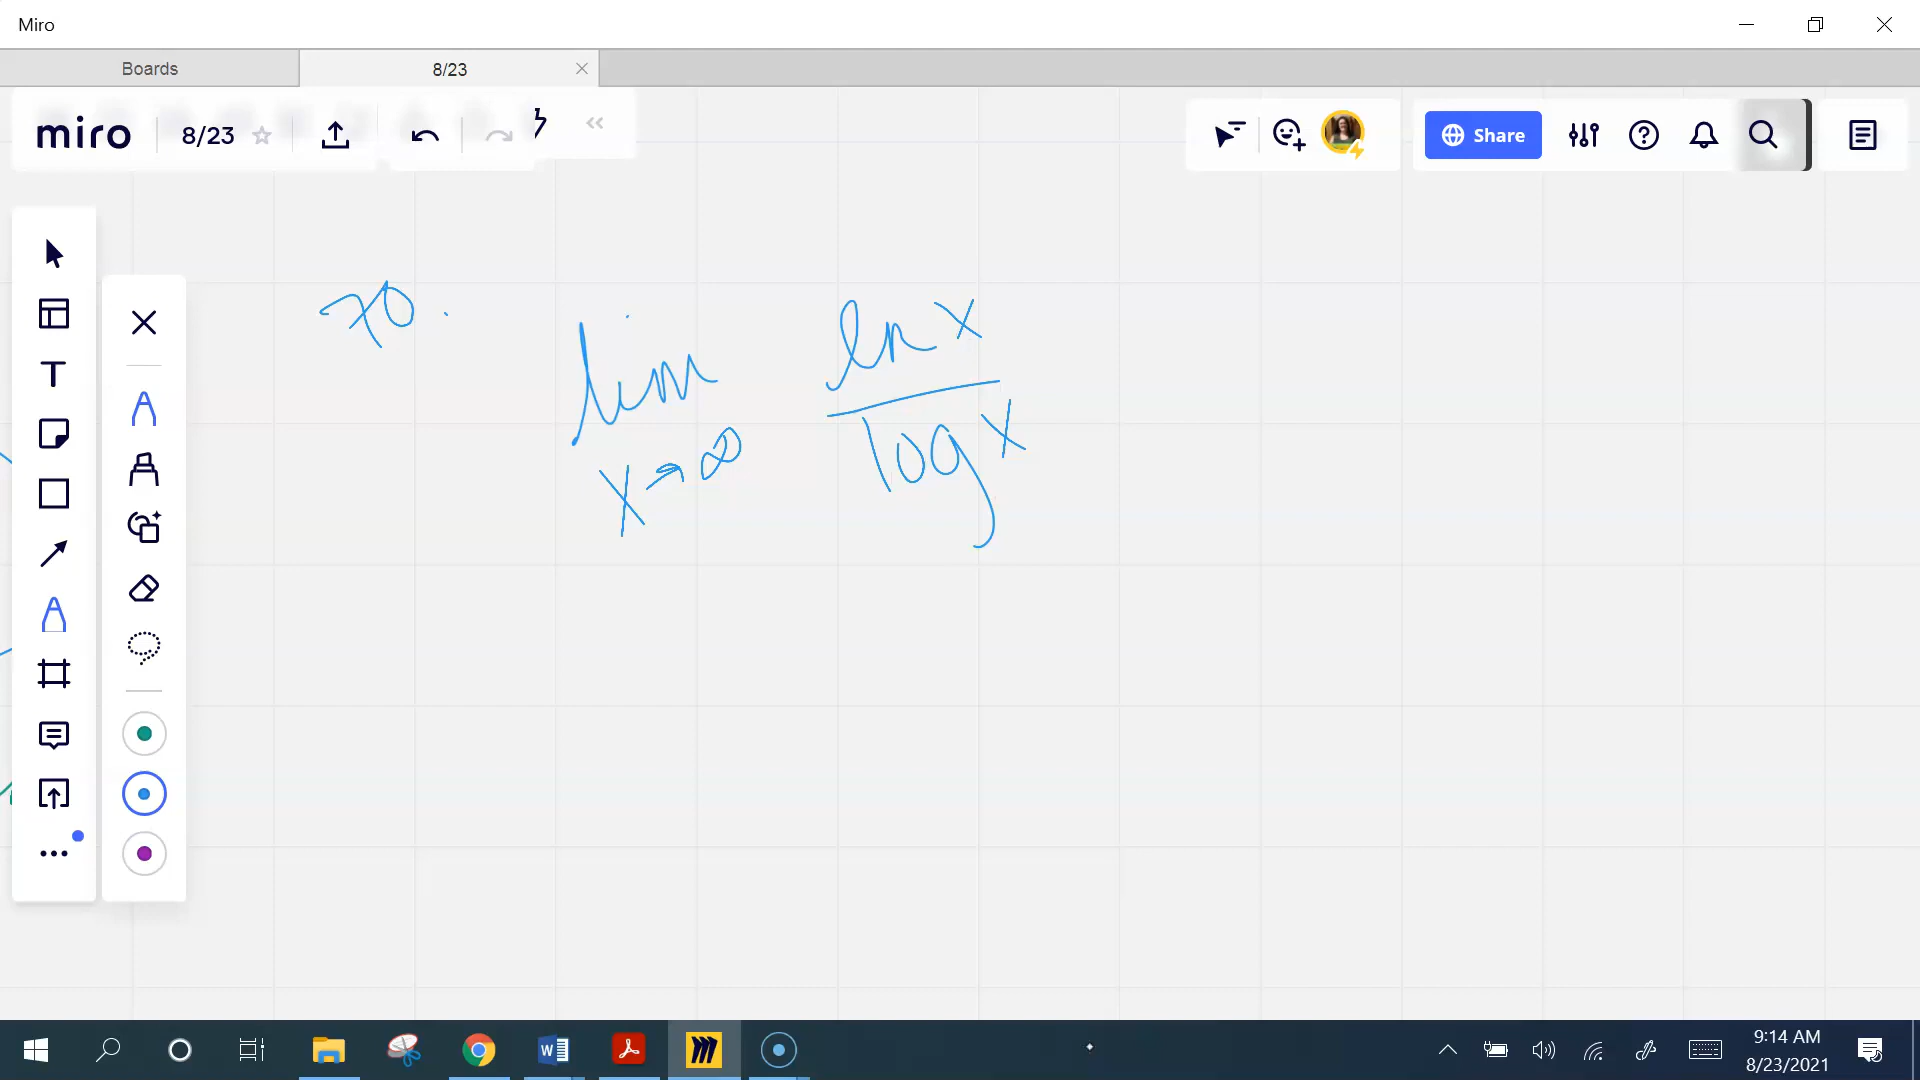 Miro
Boards
8/23
miro
8/23
Share
70.
lim
x→∞
ln x
log x
9:14 AM
8/23/2021